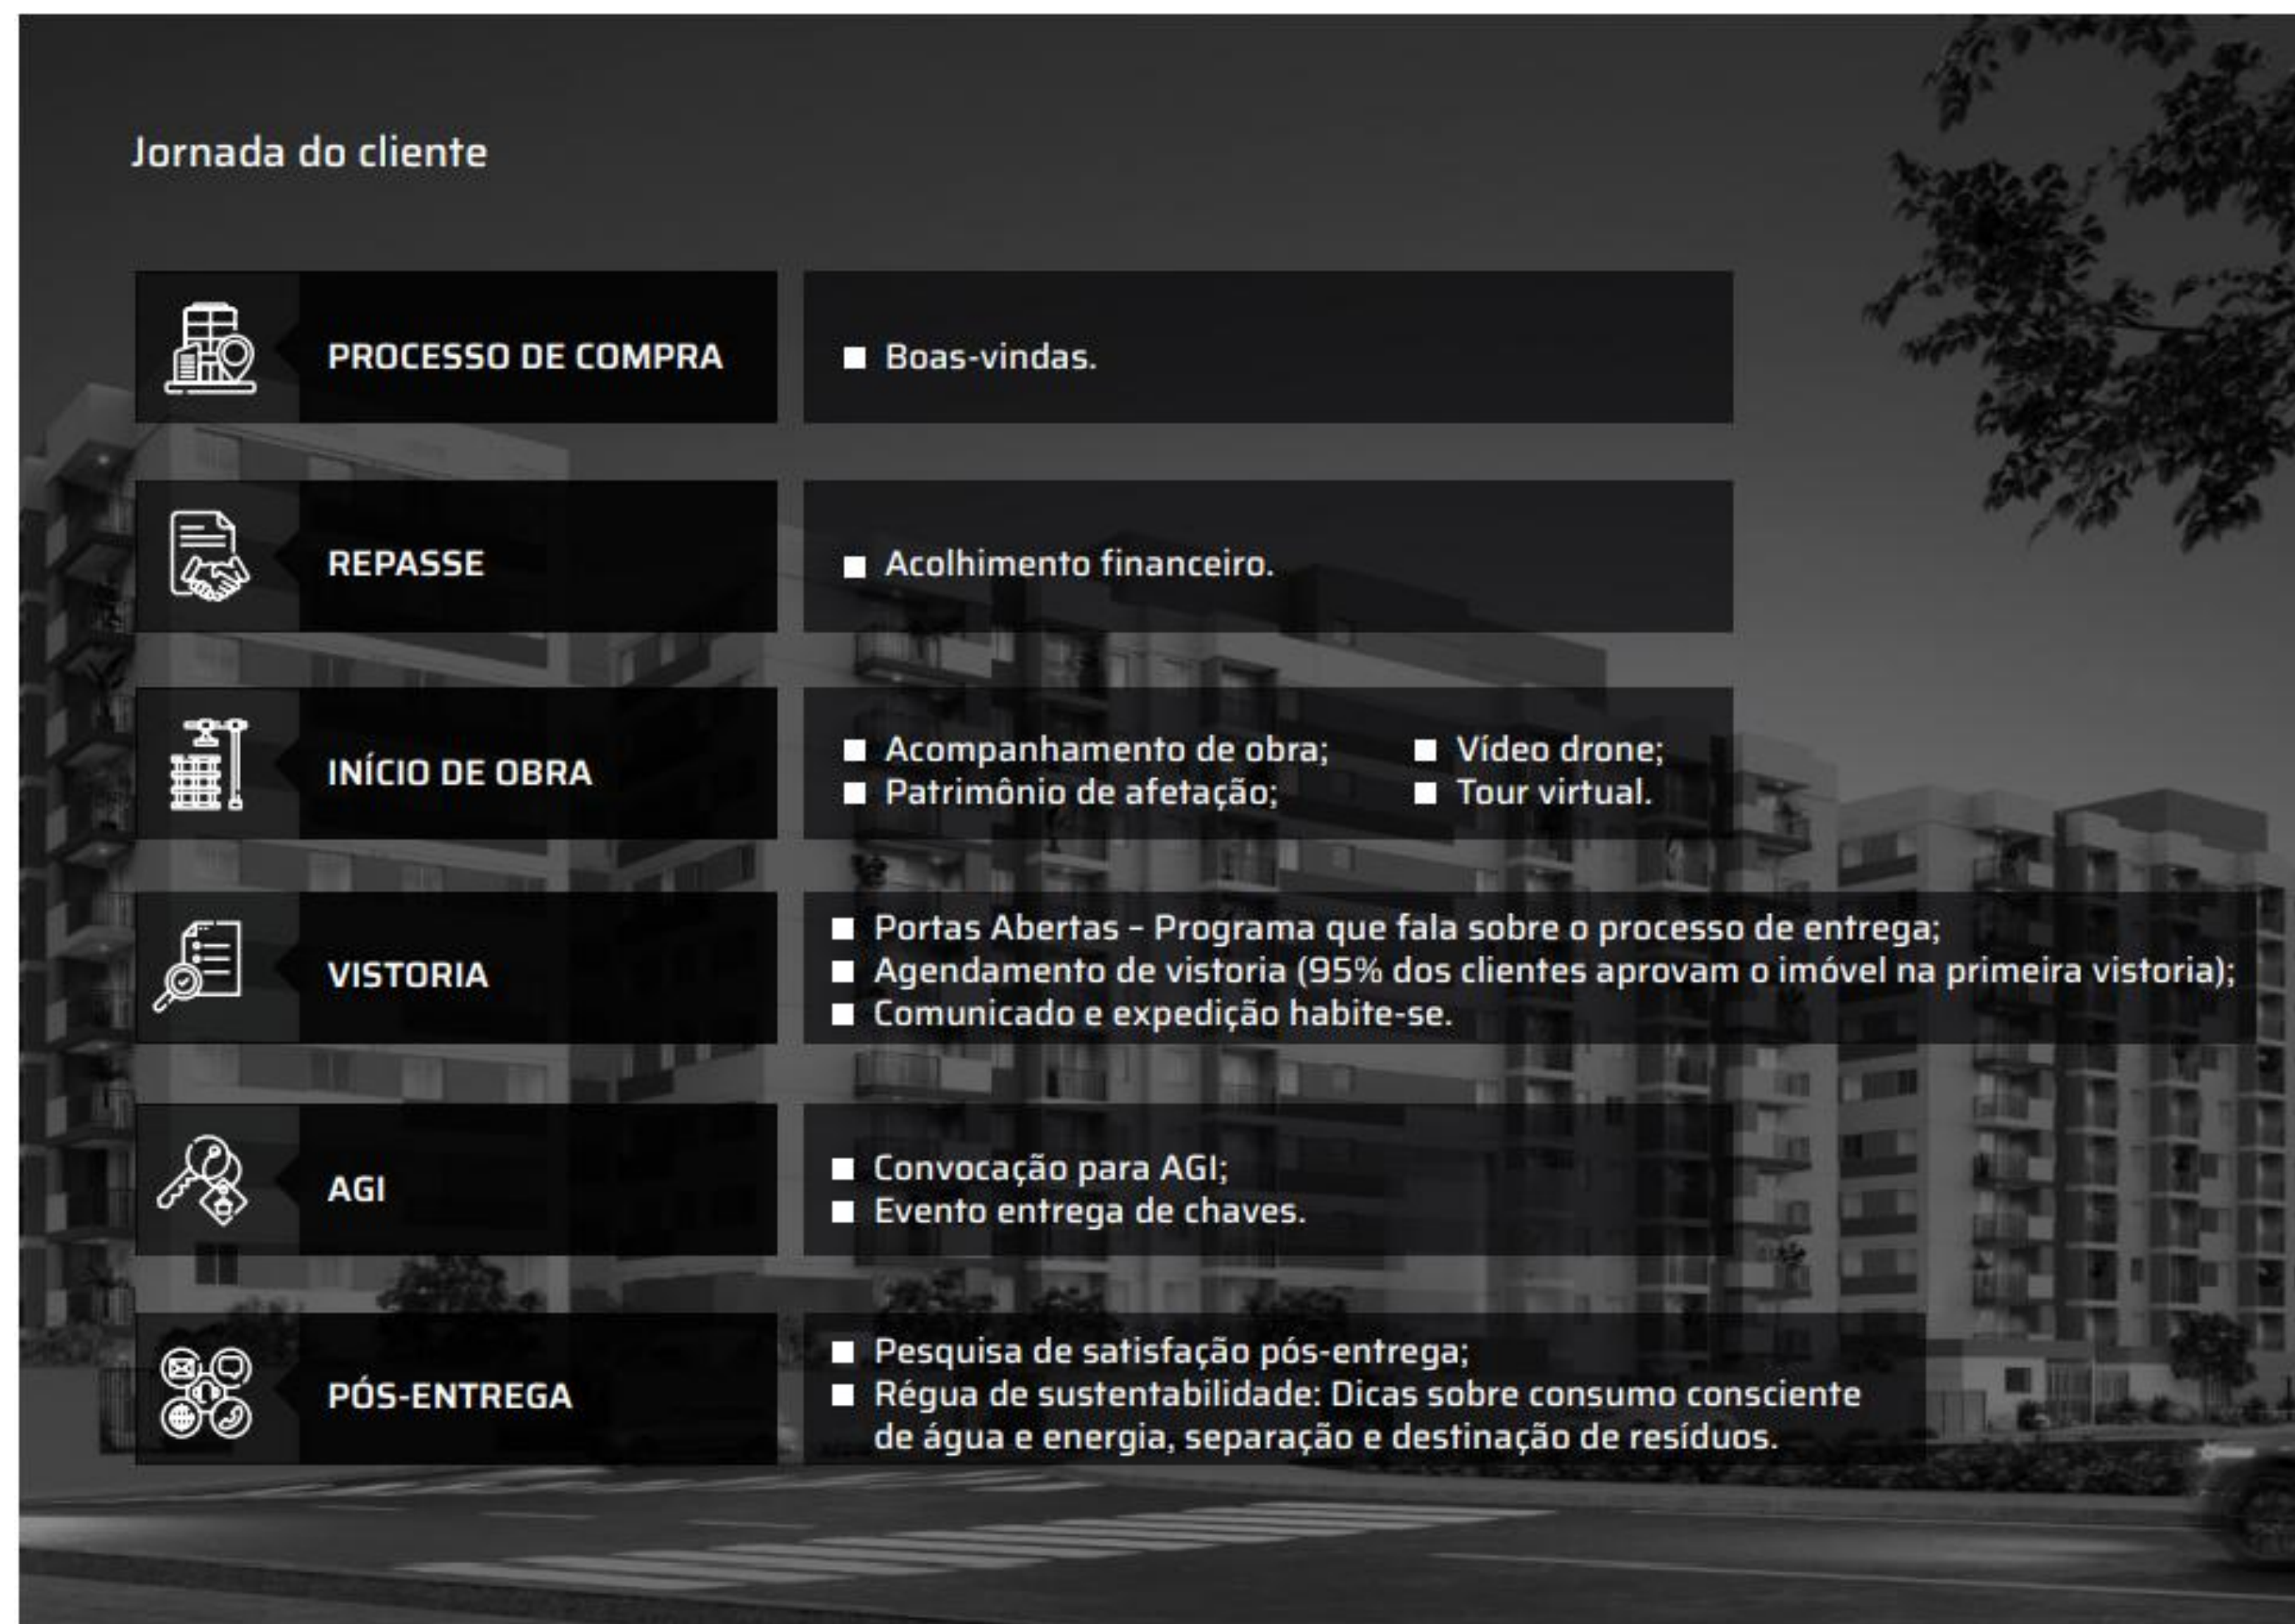 Jornada do cliente
PROCESSO DE COMPRA
■ Boas-vindas.
REPASSE
■ Acolhimento financeiro.
INÍCIO DE OBRA
■ Acompanhamento de obra;
■ Patrimônio de afetação;
■ Vídeo drone;
■ Tour virtual.
VISTORIA
■ Portas Abertas – Programa que fala sobre o processo de entrega;
■ Agendamento de vistoria (95% dos clientes aprovam o imóvel na primeira vistoria);
■ Comunicado e expedição habite-se.
AGI
■ Convocação para AGI;
■ Evento entrega de chaves.
PÓS-ENTREGA
■ Pesquisa de satisfação pós-entrega;
■ Régua de sustentabilidade: Dicas sobre consumo consciente
de água e energia, separação e destinação de resíduos.